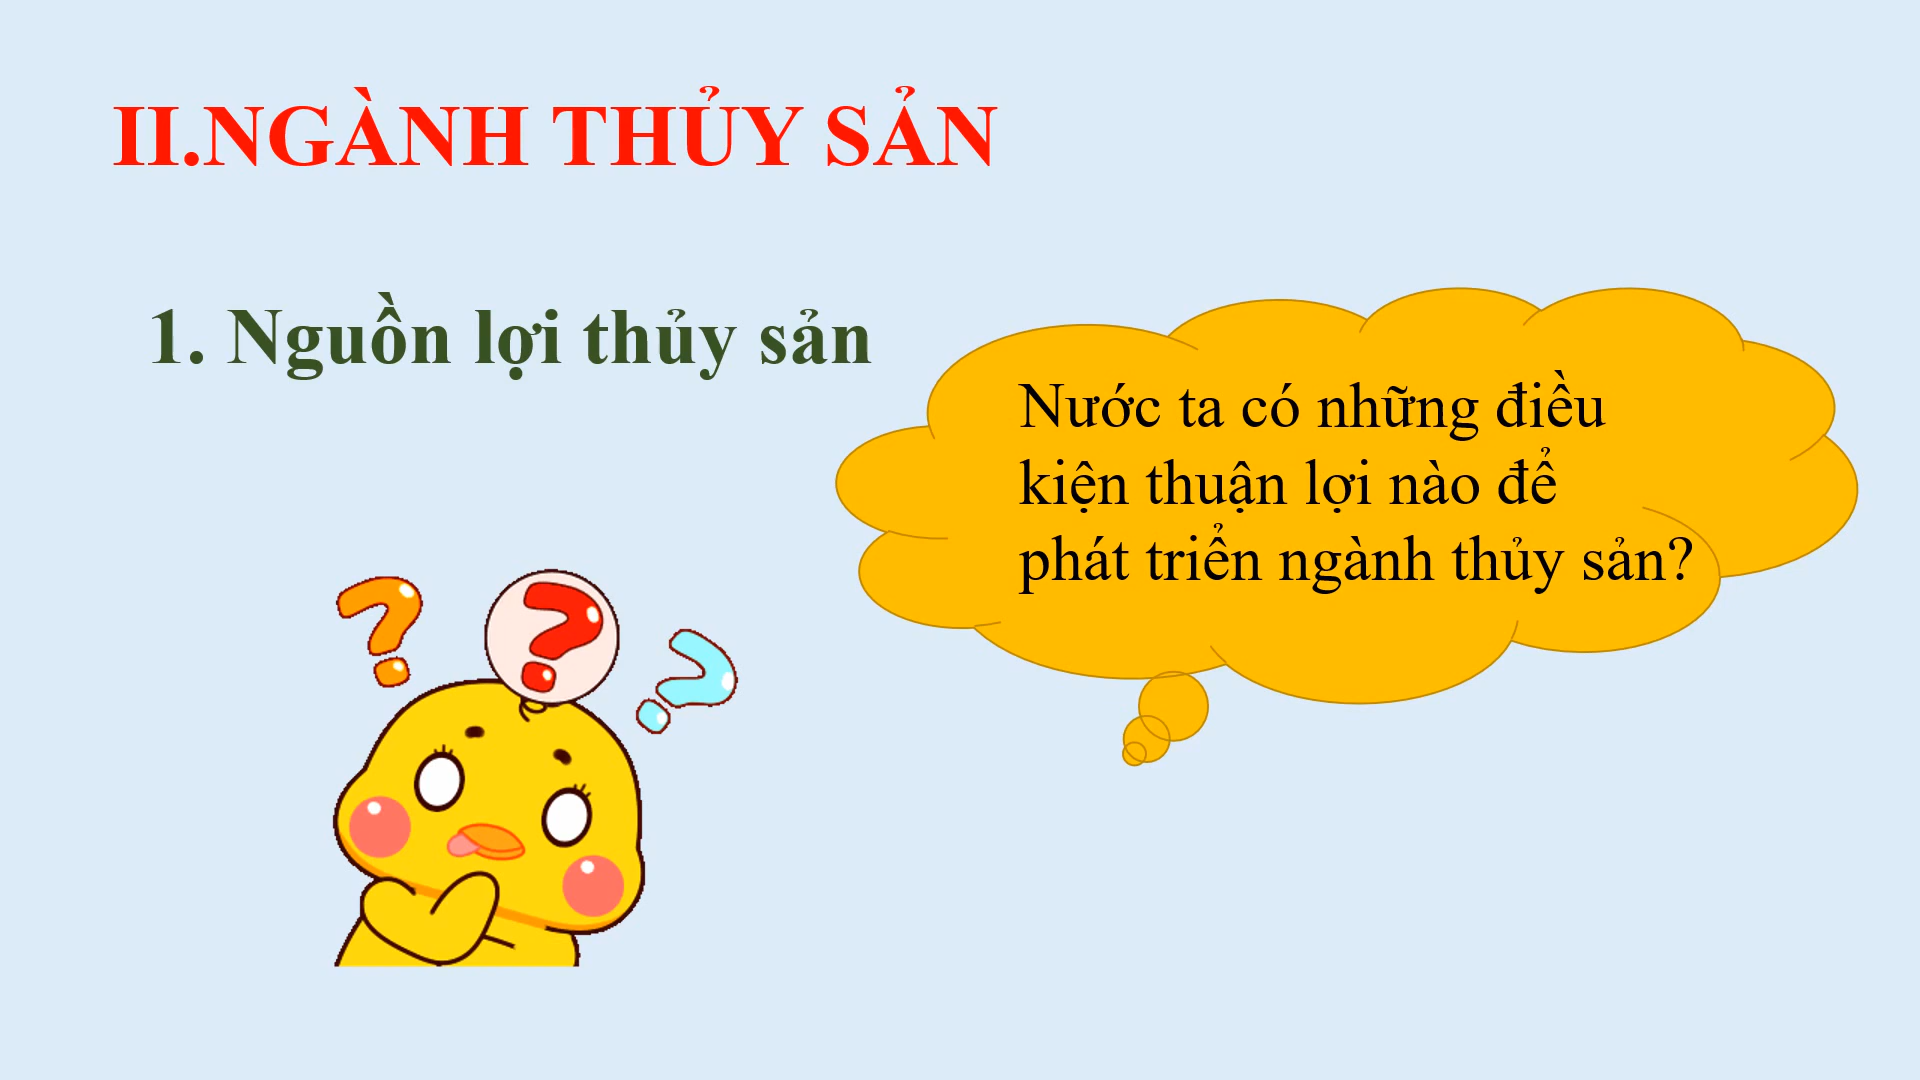 II.NGÀNH THỦY SẢN
1. Nguồn lợi thủy sản
Nước ta có những điều
kiện thuận lợi nào để
phát triển ngành thủy sản?